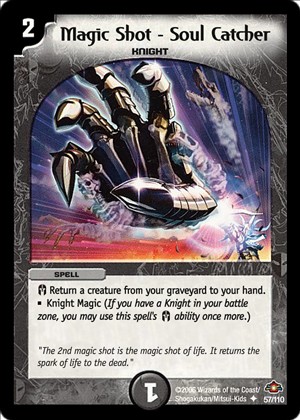 2
Magic Shot - Soul Catcher
KNIGHT
SPELL
Return a creature from your graveyard to your hand.
▪ Knight Magic (If you have a Knight in your battle
zone, you may use this spell's ability once more.)
"The 2nd magic shot is the magic shot of life. It returns the
spark of life to the dead."
1
©2006 Wizards of the Coast/
Shogakukan/Mitsui-Kids ✦ 57/110